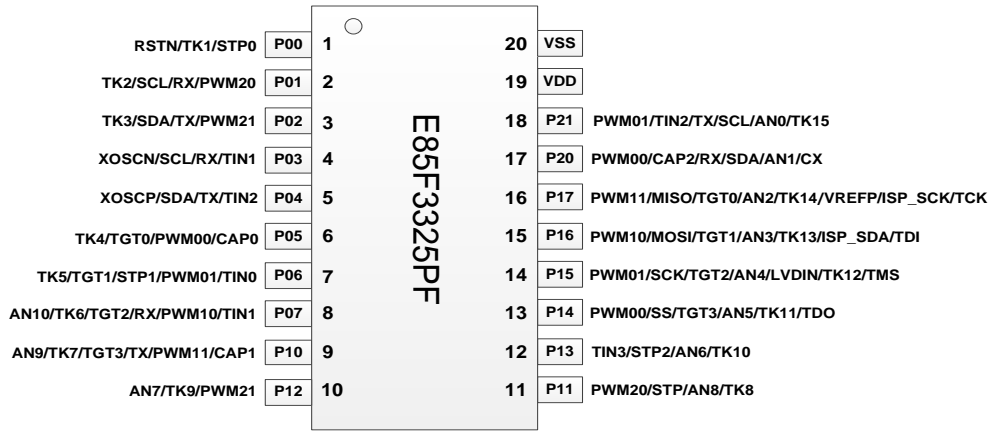 RSTN/TK1/STP0 P00 1 20 VSS
TK2/SCL/RX/PWM20 P01 2 19 VDD
TK3/SDA/TX/PWM21 P02 3 18 P21 PWM01/TIN2/TX/SCL/AN0/TK15
XOSCN/SCL/RX/TIN1 P03 4 17 P20 PWM00/CAP2/RX/SDA/AN1/CX
XOSCP/SDA/TX/TIN2 P04 5 16 P17 PWM11/MISO/TGT0/AN2/TK14/VREFP/ISP_SCK/TCK
TK4/TGT0/PWM00/CAP0 P05 6 15 P16 PWM10/MOSI/TGT1/AN3/TK13/ISP_SDA/TDI
TK5/TGT1/STP1/PWM01/TIN0 P06 7 14 P15 PWM01/SCK/TGT2/AN4/LVDIN/TK12/TMS
AN10/TK6/TGT2/RX/PWM10/TIN1 P07 8 13 P14 PWM00/SS/TGT3/AN5/TK11/TDO
AN9/TK7/TGT3/TX/PWM11/CAP1 P10 9 12 P13 TIN3/STP2/AN6/TK10
AN7/TK9/PWM21 P12 10 11 P11 PWM20/STP/AN8/TK8
E85F3325PF